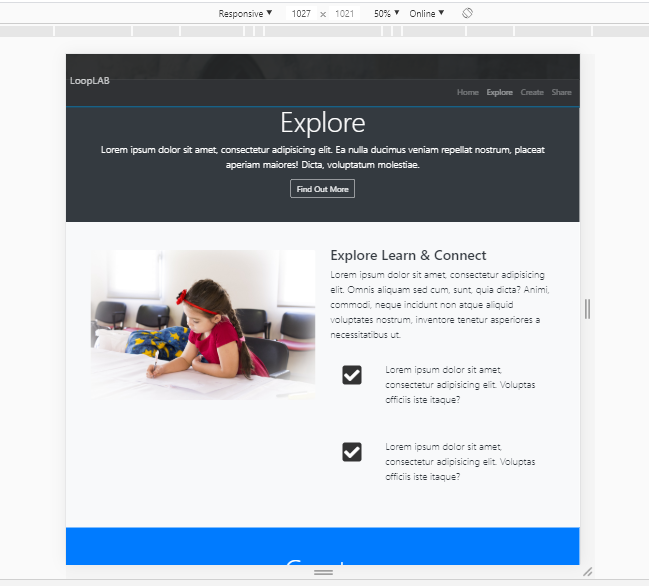 Responsive ▼ 1027 × 1021 50% ▼ Online ▼
LoopLAB
Home Explore Create Share
Explore
Lorem ipsum dolor sit amet, consectetur adipisicing elit. Ea nulla ducimus veniam repellat nostrum, placeat
aperiam maiores! Dicta, voluptatum molestiae.
Find Out More
Explore Learn & Connect
Lorem ipsum dolor sit amet, consectetur adipisicing
elit. Omnis aliquam sed cum, sunt, quia dicta? Animi,
commodi, neque incidunt non atque aliquid
voluptates nostrum, inventore tenetur asperiores a
necessitatibus ut.
Lorem ipsum dolor sit amet,
consectetur adipisicing elit. Voluptas
officiis iste itaque?
Lorem ipsum dolor sit amet,
consectetur adipisicing elit. Voluptas
officiis iste itaque?